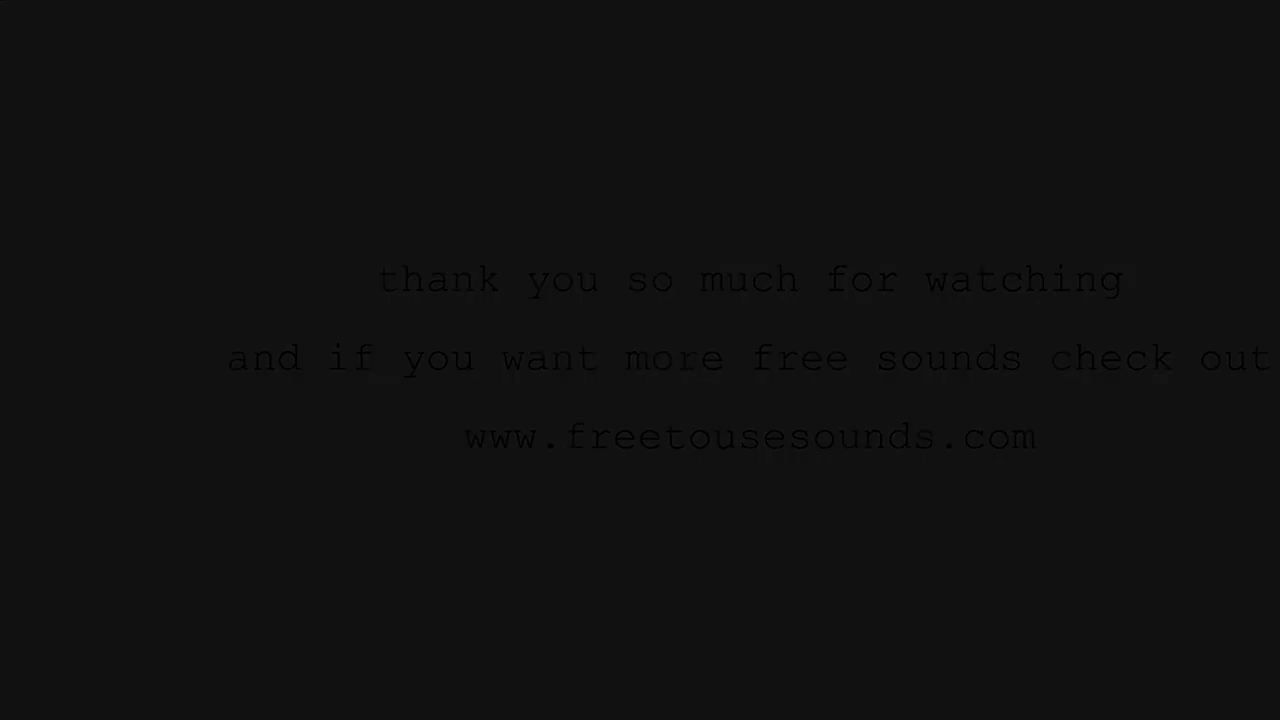 thank you so much for watching
and if you want more free sounds check out
www.freetousesounds.com